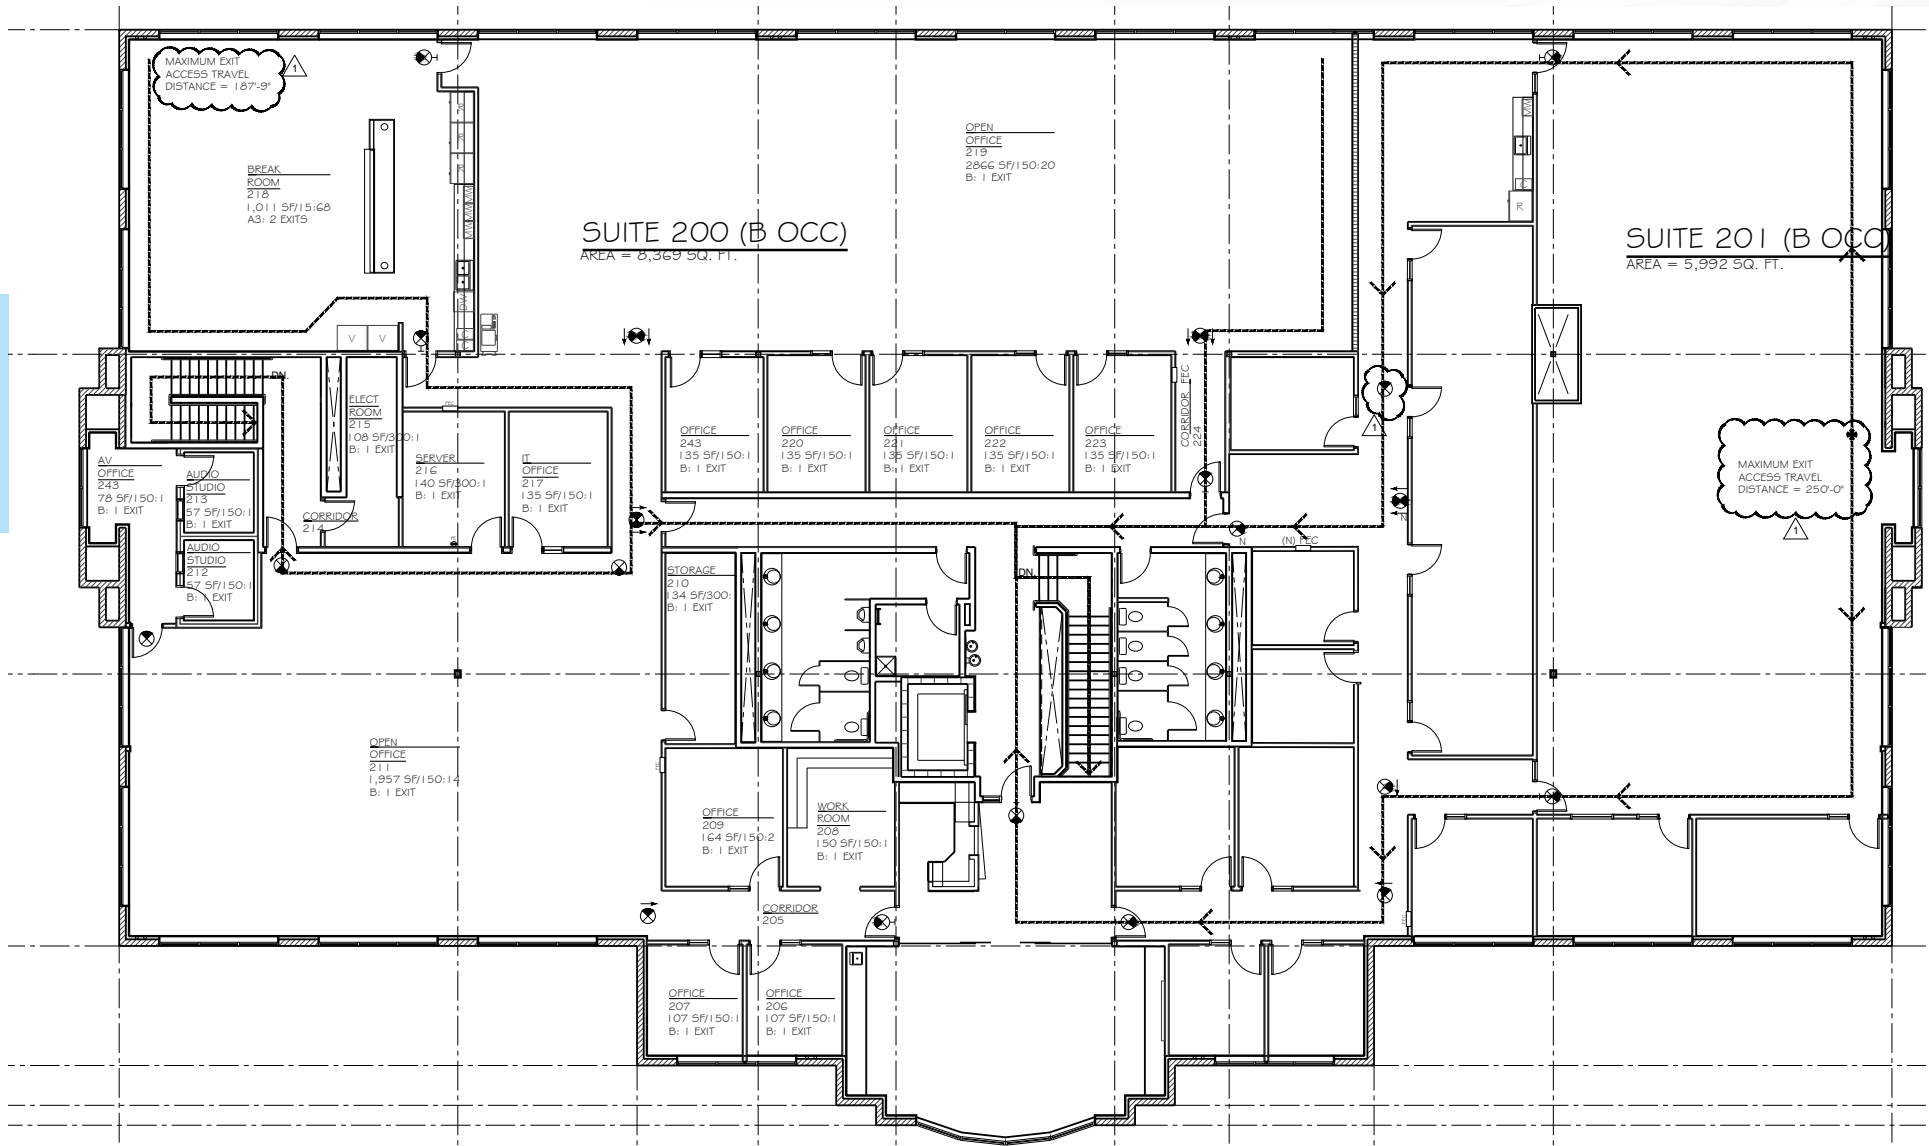 MAXIMUM EXIT
ACCESS TRAVEL
DISTANCE = 187'-9"
1
BREAK
ROOM
218
1,011 SF/15:68
A3: 2 EXITS
R
R
R
MW
MW
MW
DW
C
V
V
OPEN
OFFICE
219
2866 SF/150:20
B: 1 EXIT
SUITE 200 (B OCC)
AREA = 8,369 SQ. FT.
MW
C
R
SUITE 201 (B OCC)
AREA = 5,992 SQ. FT.
DN.
ELECT
ROOM
215
108 SF/300:1
B: 1 EXIT
FEC
AV
OFFICE
243
78 SF/150:1
B: 1 EXIT
AUDIO
STUDIO
213
57 SF/150:1
B: 1 EXIT
AUDIO
STUDIO
212
57 SF/150:1
B: 1 EXIT
CORRIDOR
214
SERVER
216
140 SF/300:1
B: 1 EXIT
IT
OFFICE
217
135 SF/150:1
B: 1 EXIT
OFFICE
243
135 SF/150:1
B: 1 EXIT
OFFICE
220
135 SF/150:1
B: 1 EXIT
OFFICE
221
135 SF/150:1
B: 1 EXIT
OFFICE
222
135 SF/150:1
B: 1 EXIT
OFFICE
223
135 SF/150:1
B: 1 EXIT
CORRIDOR
224
FEC
1
N
N
(N) FEC
MAXIMUM EXIT
ACCESS TRAVEL
DISTANCE = 250'-0"
1
STORAGE
210
134 SF/300:
B: 1 EXIT
DN.
OPEN
OFFICE
211
1,957 SF/150:14
B: 1 EXIT
FEC
OFFICE
209
164 SF/150:2
B: 1 EXIT
WORK
ROOM
208
150 SF/150:1
B: 1 EXIT
CORRIDOR
205
FEC
OFFICE
207
107 SF/150:1
B: 1 EXIT
OFFICE
206
107 SF/150:1
B: 1 EXIT